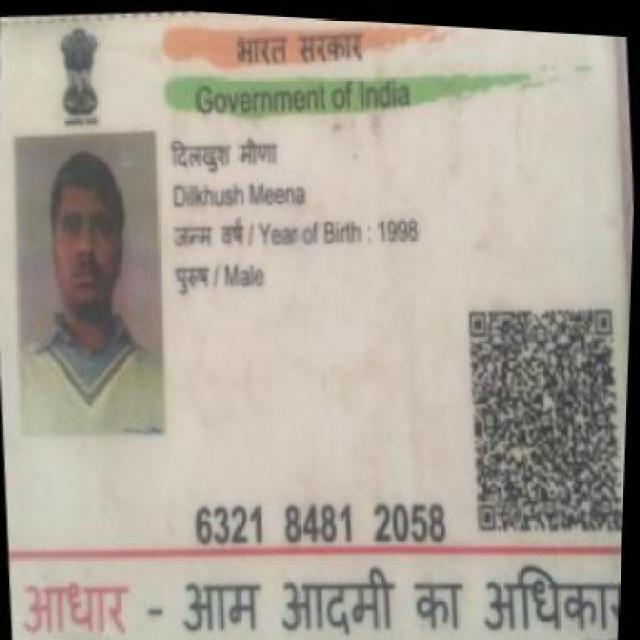 भारत सरकार
Government of India
दिलखुश मीणा
Dilkhush Meena
जन्म वर्ष / Year of Birth : 1998
पुरुष / Male
6321 8481 2058
आधार - आम आदमी का अधिकार